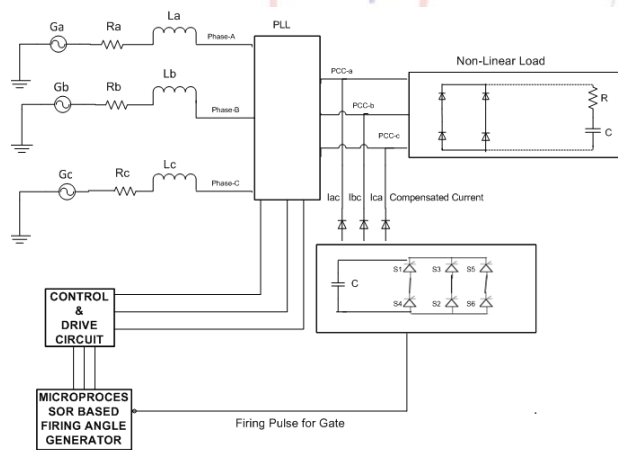 Ga
Ra
La
Phase-A
PLL
Gb
Rb
Lb
Phase-B
Gc
Rc
Lc
Phase-C
PCC-a
PCC-b
PCC-c
Non-Linear Load
R
C
Iac Ibc Ica Compensated Current
C
S1 S3 S5
S4 S2 S6
CONTROL
&
DRIVE
CIRCUIT
MICROPROCES
SOR BASED
FIRING ANGLE
GENERATOR
Firing Pulse for Gate